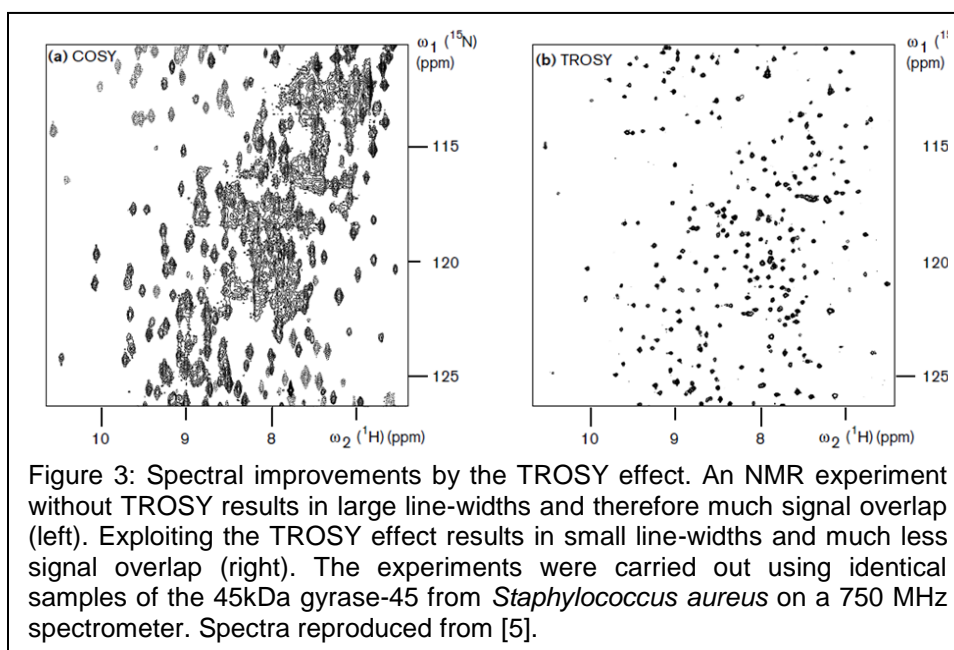 (a) COSY
ω1 (15N)
(ppm)
115
120
125
10 9 8 ω2 (1H) (ppm)
(b) TROSY
ω1 (15
(ppm)
115
120
125
10 9 8 ω2 (1H) (ppm)
Figure 3: Spectral improvements by the TROSY effect. An NMR experiment
without TROSY results in large line-widths and therefore much signal overlap
(left). Exploiting the TROSY effect results in small line-widths and much less
signal overlap (right). The experiments were carried out using identical
samples of the 45kDa gyrase-45 from Staphylococcus aureus on a 750 MHz
spectrometer. Spectra reproduced from [5].